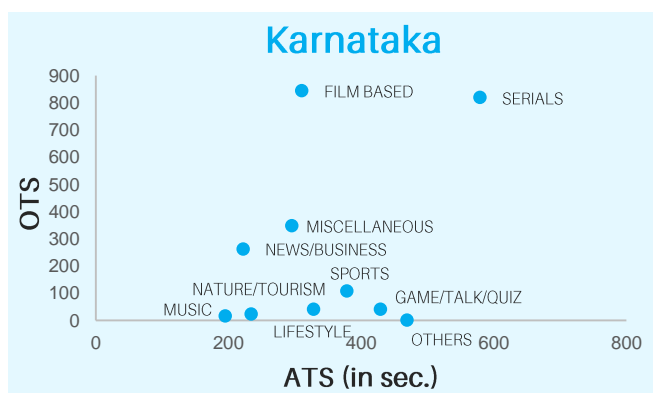 Karnataka
900
800
700
600
500
400
300
200
100
0
OTS
FILM BASED
SERIALS
MISCELLANEOUS
NEWS/BUSINESS
SPORTS
NATURE/TOURISM
GAME/TALK/QUIZ
MUSIC
LIFESTYLE
OTHERS
0 200 400 600 800
ATS (in sec.)